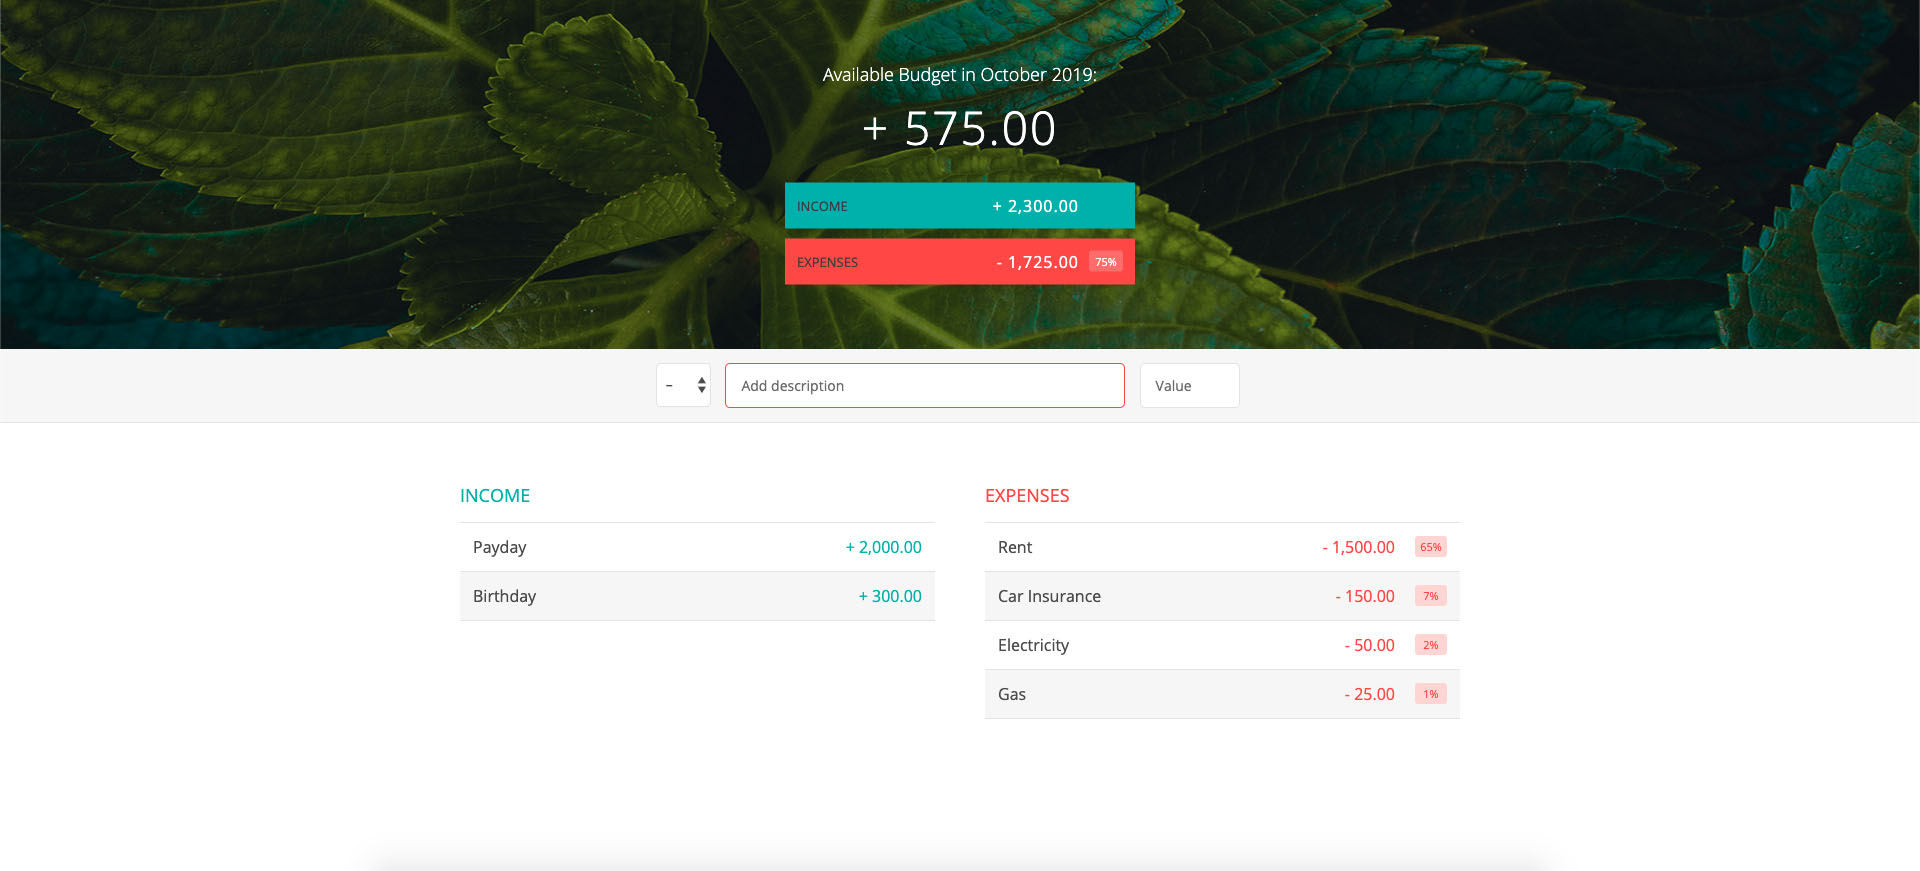 Available Budget in October 2019:
+ 575.00
INCOME + 2,300.00
EXPENSES - 1,725.00 75%
- Add description Value
INCOME
Payday + 2,000.00
Birthday + 300.00
EXPENSES
Rent - 1,500.00 65%
Car Insurance - 150.00 7%
Electricity - 50.00 2%
Gas - 25.00 1%